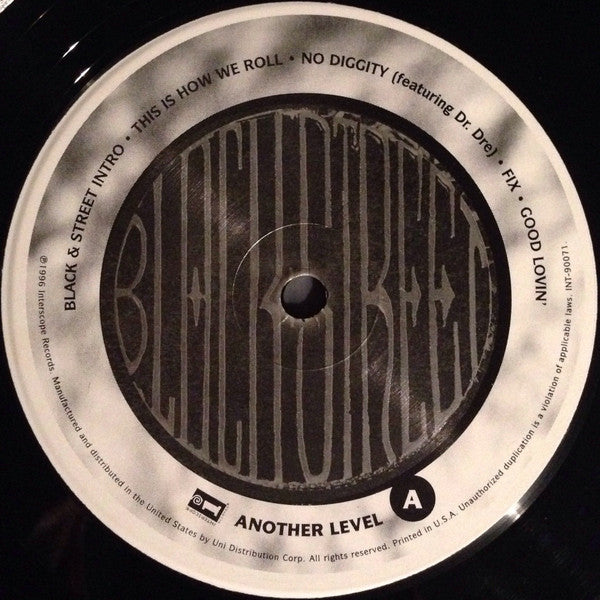 BLACK & STREET INTRO • THIS IS HOW WE ROLL • NO DIGGITY (featuring Dr. Dre) • FIX • GOOD LOVIN'
BLACKSTREET
INTERSCOPE
ANOTHER LEVEL
A
℗1996 Interscope Records. Manufactured and distributed in the United States by Uni Distribution Corp. All rights reserved. Printed in U.S.A. Unauthorized duplication is a violation of applicable laws. INT-90071.